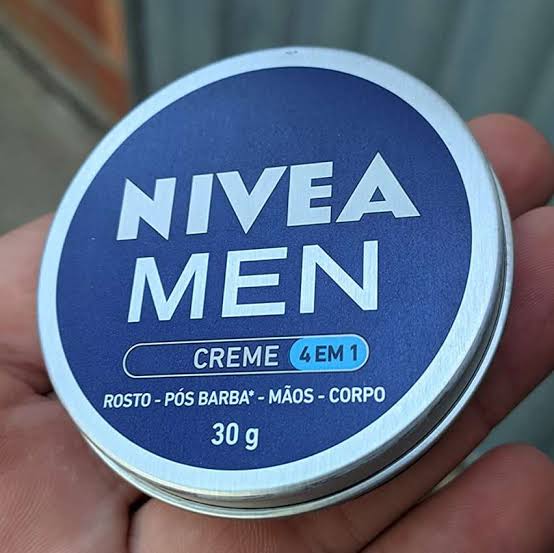 NIVEA
MEN
CREME 4 EM 1
ROSTO - PÓS BARBA* - MÃOS - CORPO
30 g